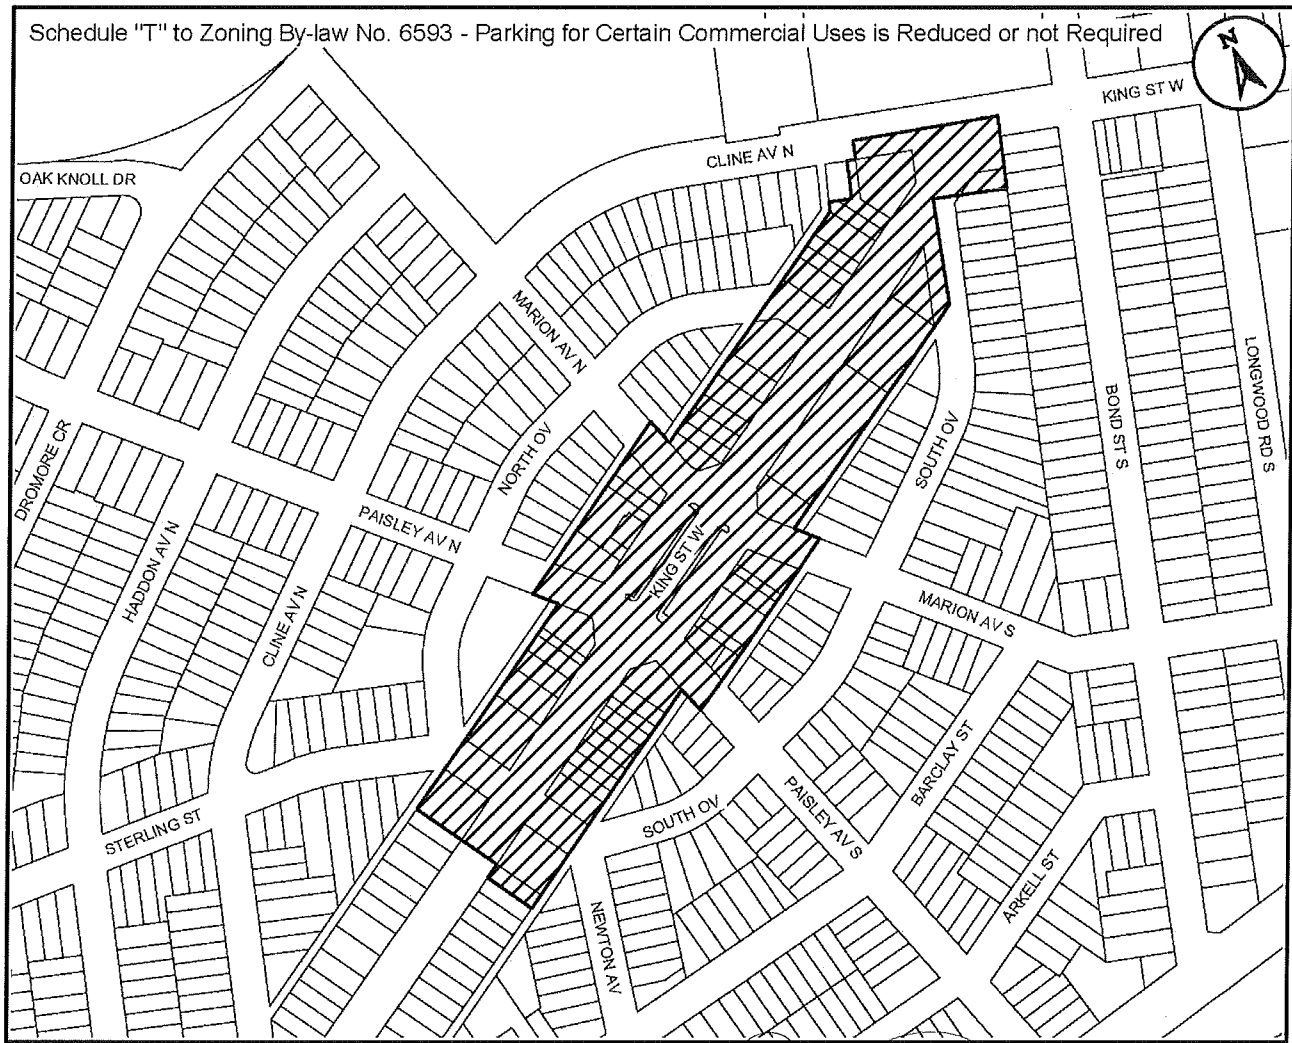 Schedule "T" to Zoning By-law No. 6593 - Parking for Certain Commercial Uses is Reduced or not Required
N
KING ST W
CLINE AV N
OAK KNOLL DR
MARION AV N
LONGWOOD RD S
BOND ST S
SOUTH OV
NORTH OV
DROMORE CR
PAISLEY AV N
HADDON AV N
KING ST W
CLINE AV N
MARION AV S
BARCLAY ST
PAISLEY AV S
SOUTH OV
STERLING ST
ARKELL ST
NEWTON AV